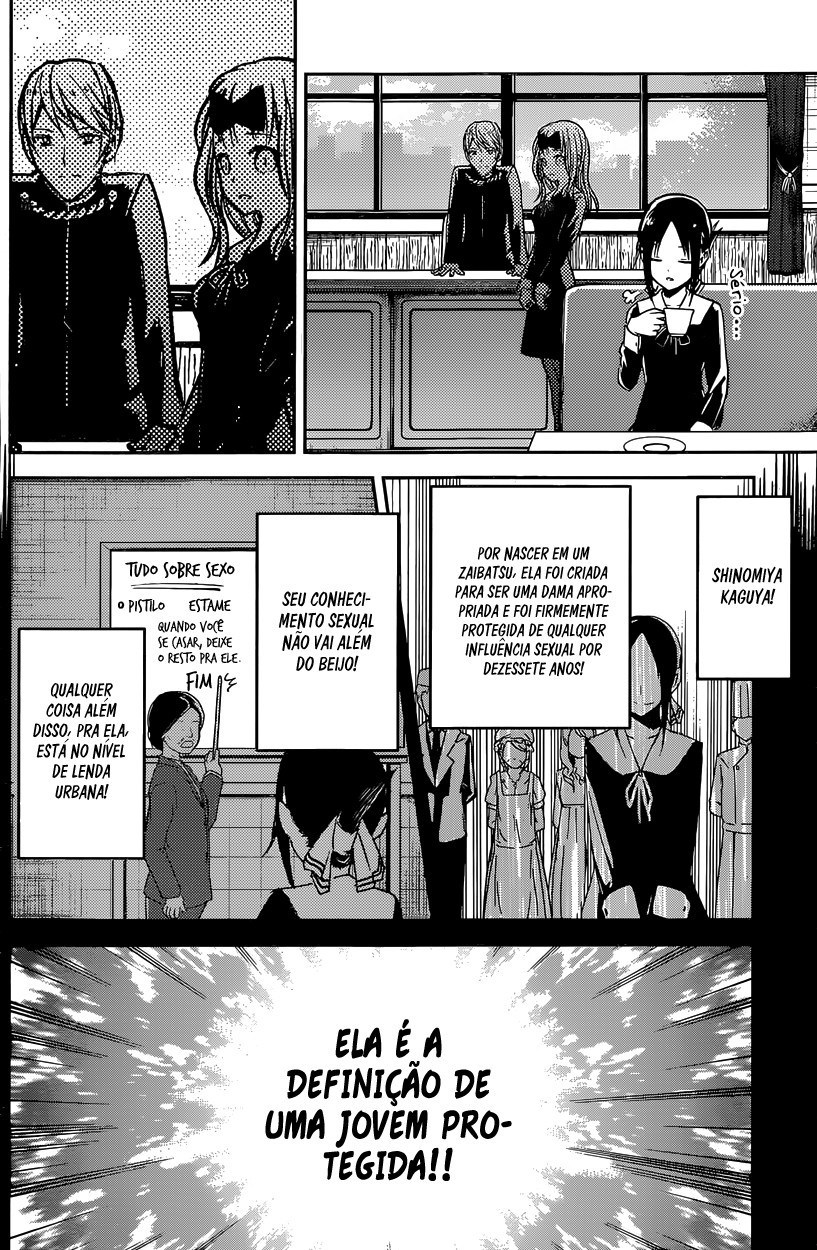 Sério...
SHINOMIYA
KAGUYA!
POR NASCER EM UM
ZAIBATSU, ELA FOI CRIADA
PARA SER UMA DAMA APRO-
PRIADA E FOI FIRMEMENTE
PROTEGIDA DE QUALQUER
INFLUÊNCIA SEXUAL POR
DEZESSETE ANOS!
SEU CONHECI-
MENTO SEXUAL
NÃO VAI ALÉM
DO BEIJO!
TUDO SOBRE SEXO
O PISTILO ESTAME
QUANDO VOCÊ
SE CASAR, DEIXE
O RESTO PRA ELE.
FIM
QUALQUER
COISA ALÉM
DISSO, PRA ELA,
ESTÁ NO NÍVEL
DE LENDA
URBANA!
ELA É A
DEFINIÇÃO DE
UMA JOVEM PRO-
TEGIDA!!